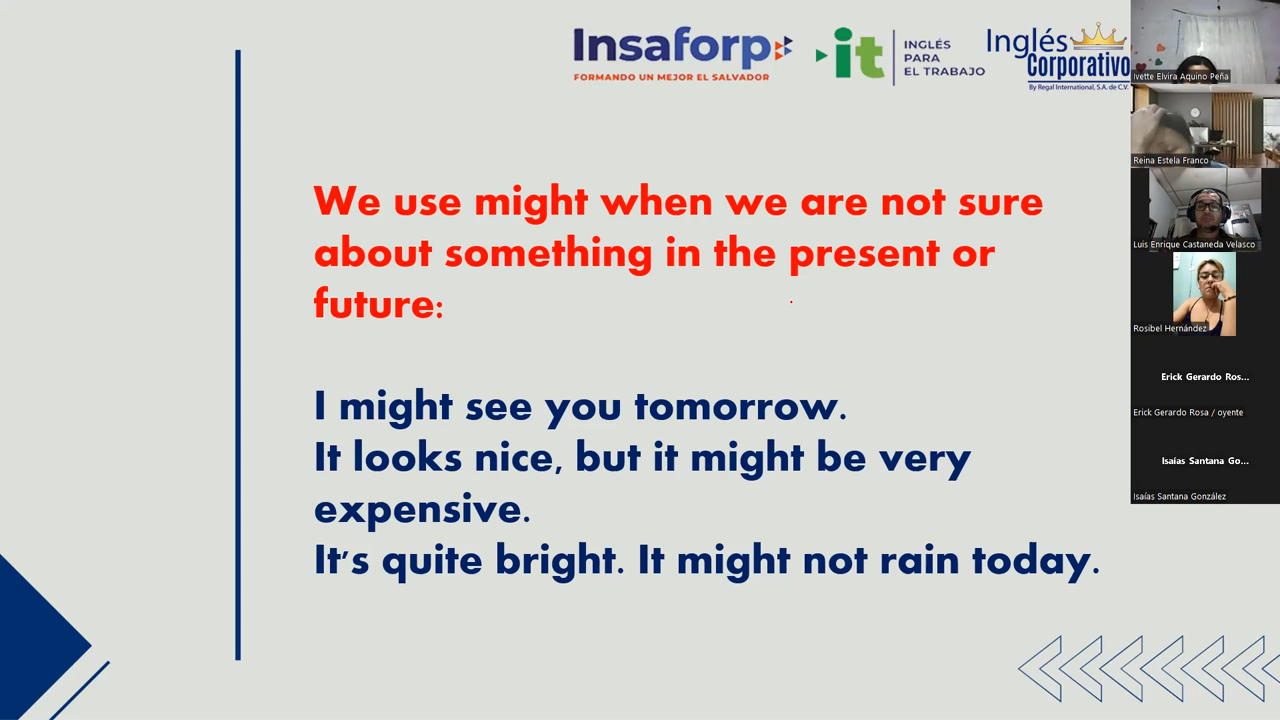 Insaforp
FORMANDO UN MEJOR EL SALVADOR
it
INGLÉS
PARA
EL TRABAJO
Inglés
Corporativo
By Regal International, S.A. de C.V.
We use might when we are not sure
about something in the present or
future:
I might see you tomorrow.
It looks nice, but it might be very
expensive.
It's quite bright. It might not rain today.
Ivette Elvira Aquino Peña
Reina Estela Franco
Luis Enrique Castaneda Velasco
Rosibel Hernández
Erick Gerardo Ros...
Erick Gerardo Rosa / oyente
Isaías Santana Go...
Isaías Santana González